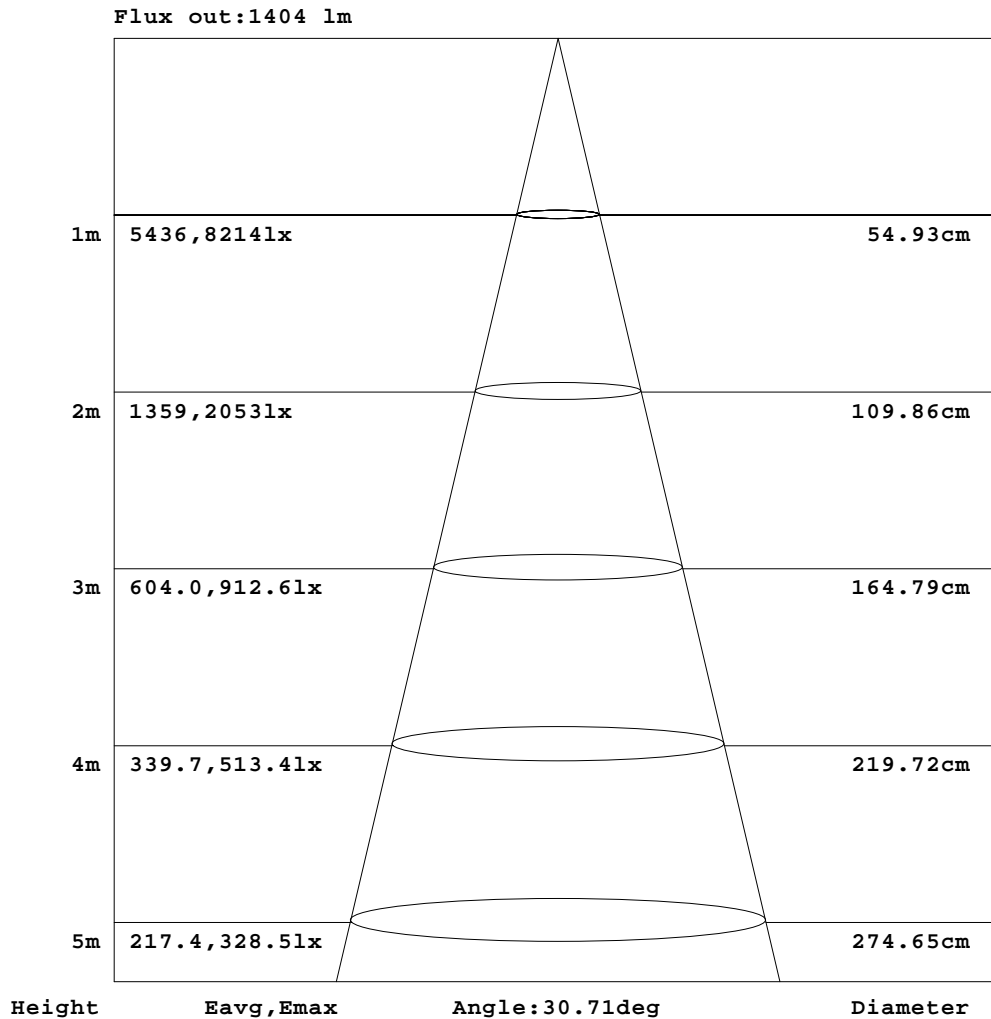 Flux out:1404 lm
1m 5436,8214lx 54.93cm
2m 1359,2053lx 109.86cm
3m 604.0,912.6lx 164.79cm
4m 339.7,513.4lx 219.72cm
5m 217.4,328.5lx 274.65cm
Height Eavg,Emax Angle:30.71deg Diameter